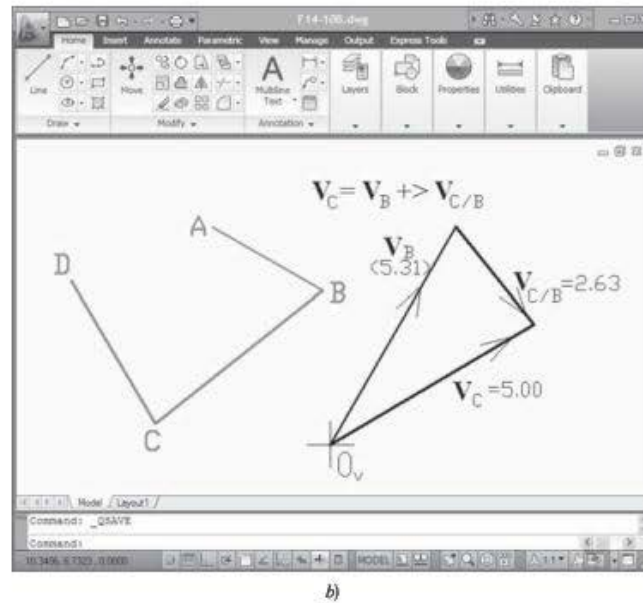 F14-106.dwg
Home Insert Annotate Parametric View Manage Output Express Tools
Line Move Multiline Text Layers Block Properties Utilities Clipboard
Draw Modify Annotation
V_C = V_B +> V_C/B
A
V_B
(5.31)
D
B
V_C/B =2.63
V_C =5.00
C
O_v
Model / Layout1 /
Command: _QSAVE
Command:
MODEL
b)